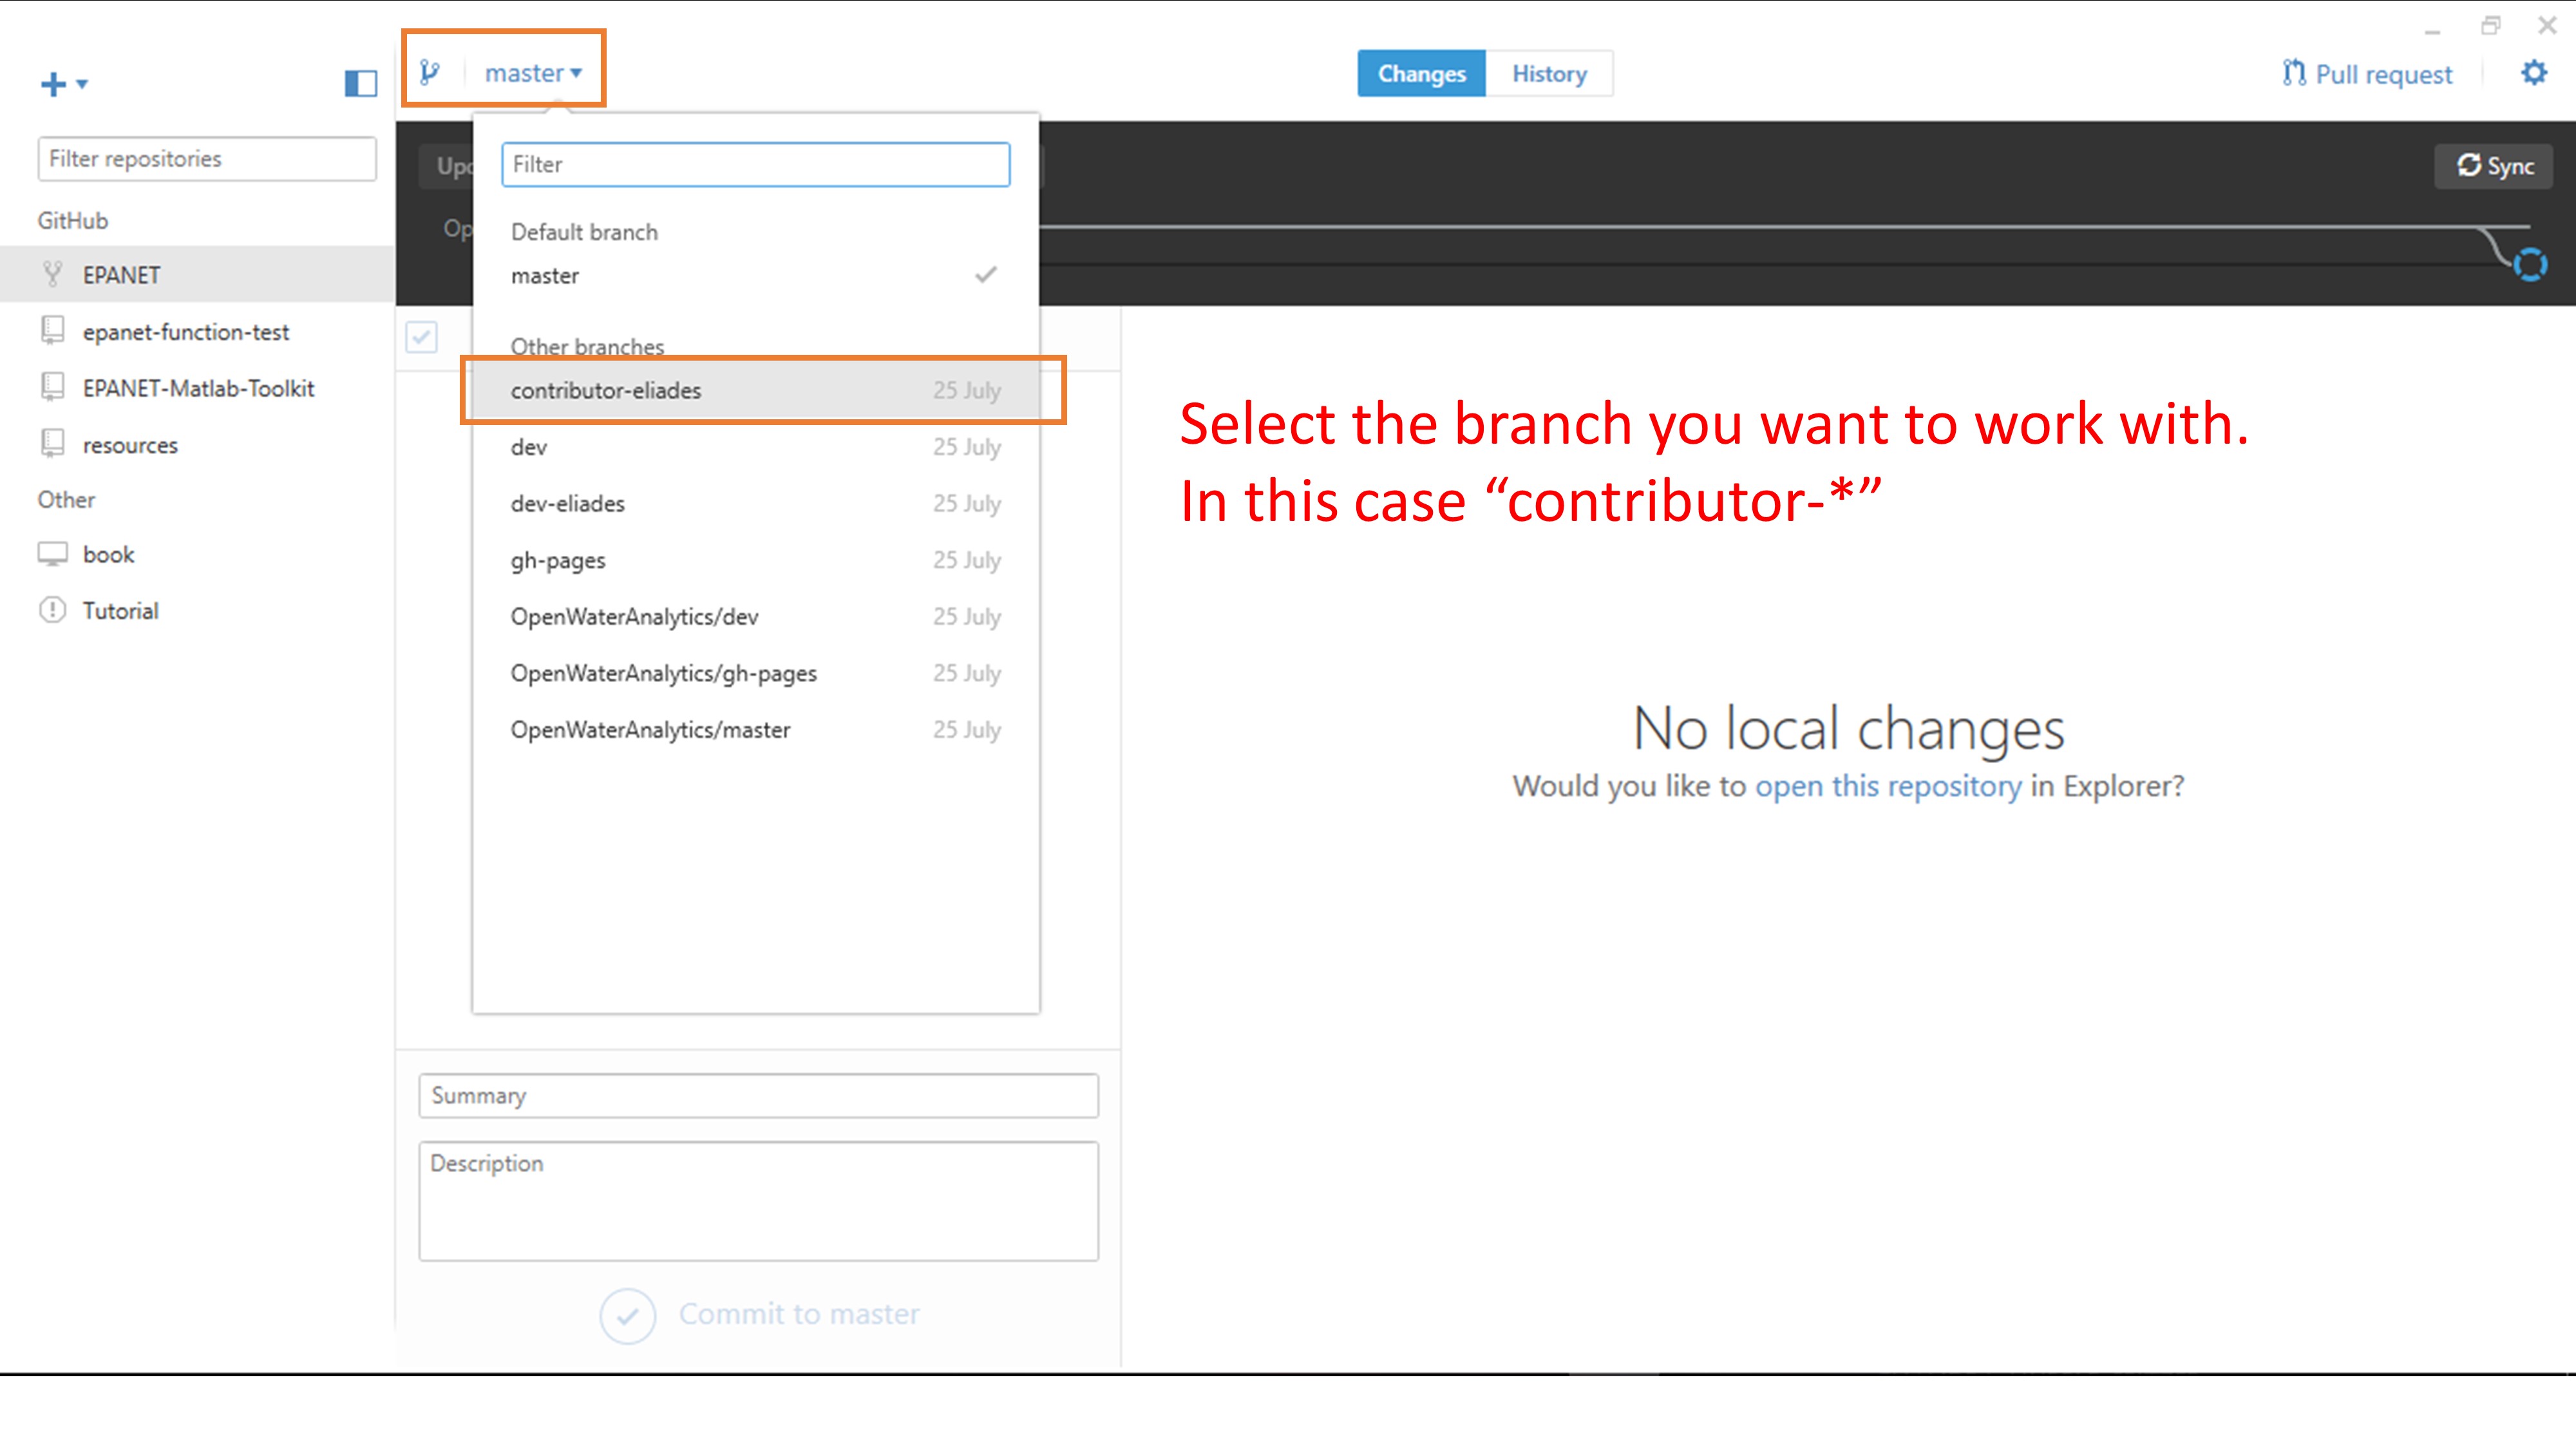 master
Changes
History
Pull request
Filter repositories
GitHub
EPANET
epanet-function-test
EPANET-Matlab-Toolkit
resources
Other
book
Tutorial
Sync
Filter
Default branch
master
Other branches
contributor-eliades 25 July
dev 25 July
dev-eliades 25 July
gh-pages 25 July
OpenWaterAnalytics/dev 25 July
OpenWaterAnalytics/gh-pages 25 July
OpenWaterAnalytics/master 25 July
Select the branch you want to work with.
In this case “contributor-*”
No local changes
Would you like to open this repository in Explorer?
Summary
Description
Commit to master